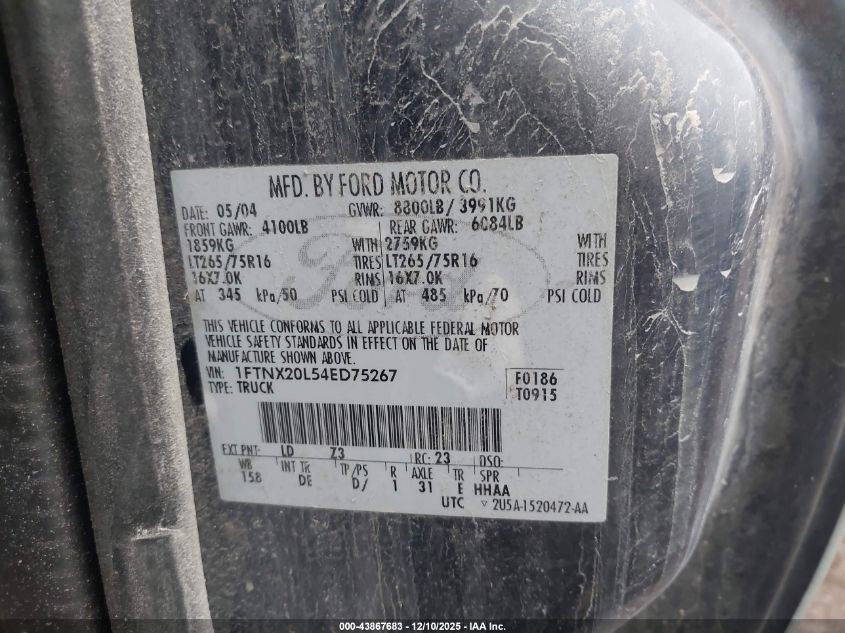 MFD. BY FORD MOTOR CO.
DATE: 05/04 GVWR: 8800LB/ 3991KG
FRONT GAWR: 4100LB REAR GAWR: 6084LB
1859KG WITH 2759KG WITH
LT265/75R16 TIRES LT265/75R16 TIRES
16X7.0K RIMS 16X7.0K RIMS
AT 345 kPa/50 PSI COLD AT 485 kPa/70 PSI COLD
Ford
THIS VEHICLE CONFORMS TO ALL APPLICABLE FEDERAL MOTOR
VEHICLE SAFETY STANDARDS IN EFFECT ON THE DATE OF
MANUFACTURE SHOWN ABOVE.
VIN: 1FTNX20L54ED75267 F0186
TYPE: TRUCK T0915
EXT PNT: LD Z3 RC: 23 DSO:
WB INT TR TP/PS R AXLE TR SPR
158 DE D/ 1 31 E HHAA
UTC ▽ 2U5A-1520472-AA
000-43867683 - 12/10/2025 - IAA Inc.